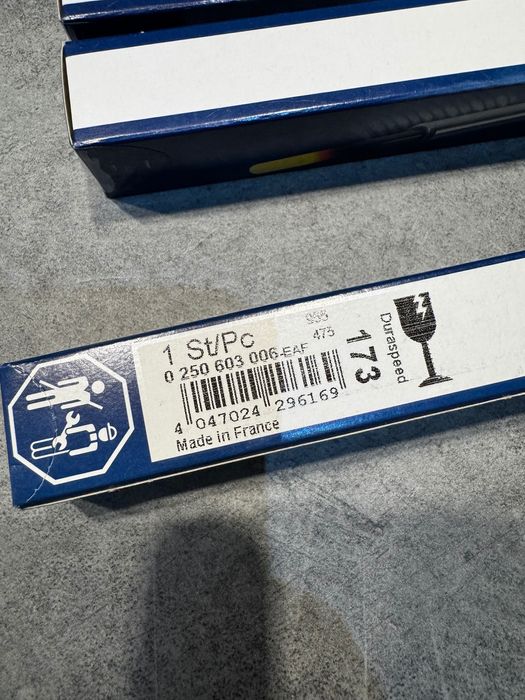 1 St/Pc
0 250 603 006-EAF
475
173
Duraspeed
4 047024 296169
Made in France